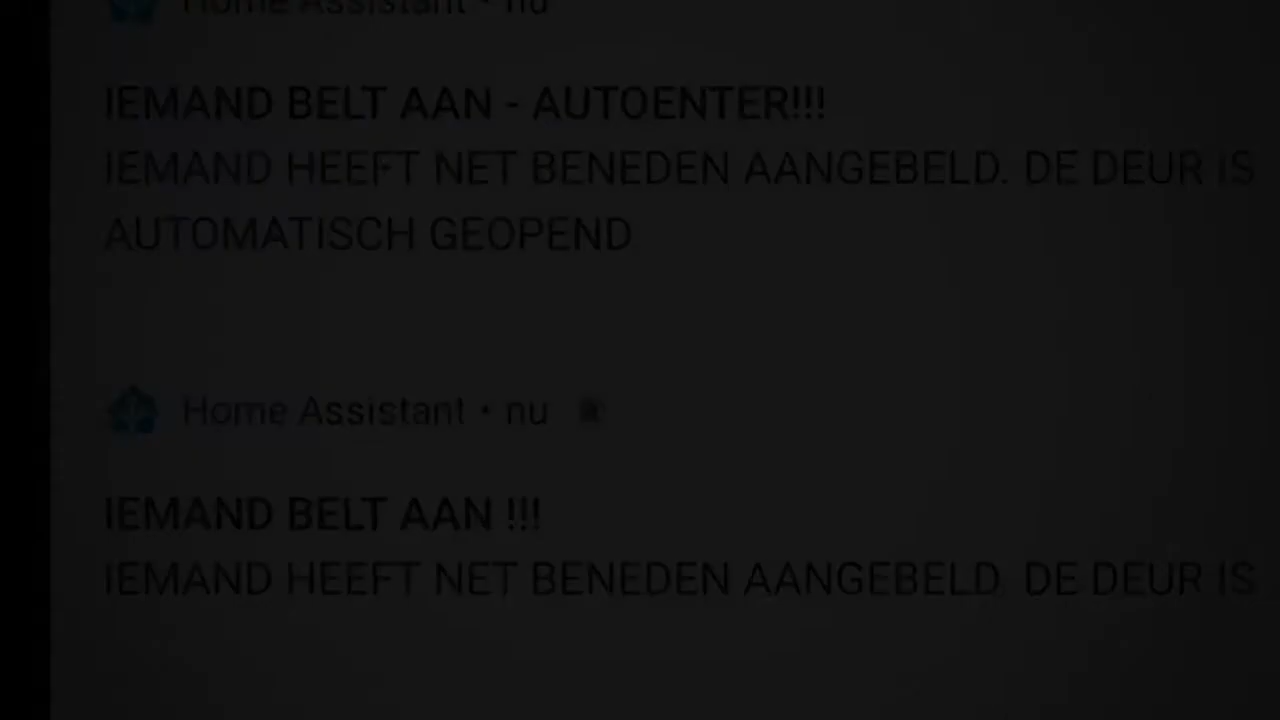 Home Assistant • nu
IEMAND BELT AAN - AUTOENTER!!!
IEMAND HEEFT NET BENEDEN AANGEBELD. DE DEUR IS
AUTOMATISCH GEOPEND
Home Assistant • nu
IEMAND BELT AAN !!!
IEMAND HEEFT NET BENEDEN AANGEBELD. DE DEUR IS